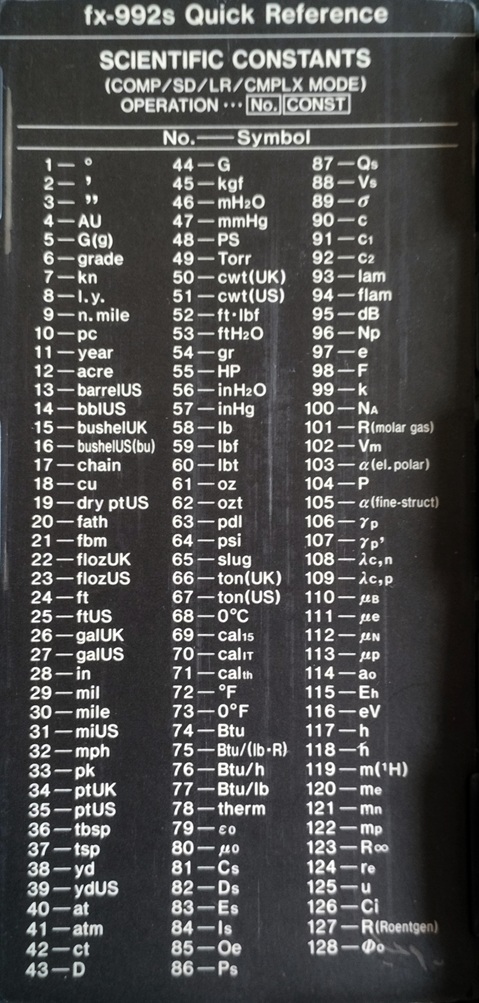 fx-992s Quick Reference
SCIENTIFIC CONSTANTS
(COMP/SD/LR/CMPLX MODE)
OPERATION ··· No. CONST
No.—Symbol
1— °
2— ’
3— ”
4—AU
5—G(g)
6—grade
7—kn
8—l.y.
9—n.mile
10—pc
11—year
12—acre
13—barrelUS
14—bblUS
15—bushelUK
16—bushelUS(bu)
17—chain
18—cu
19—dry ptUS
20—fath
21—fbm
22—flozUK
23—flozUS
24—ft
25—ftUS
26—galUK
27—galUS
28—in
29—mil
30—mile
31—miUS
32—mph
33—pk
34—ptUK
35—ptUS
36—tbsp
37—tsp
38—yd
39—ydUS
40—at
41—atm
42—ct
43—D
44—G
45—kgf
46—mH₂O
47—mmHg
48—PS
49—Torr
50—cwt(UK)
51—cwt(US)
52—ft·lbf
53—ftH₂O
54—gr
55—HP
56—inH₂O
57—inHg
58—lb
59—lbf
60—lbt
61—oz
62—ozt
63—pdl
64—psi
65—slug
66—ton(UK)
67—ton(US)
68—0°C
69—cal₁₅
70—calIT
71—calth
72—°F
73—0°F
74—Btu
75—Btu/(lb·R)
76—Btu/h
77—Btu/lb
78—therm
79—ε₀
80—μ₀
81—Cs
82—Ds
83—Es
84—Is
85—Oe
86—Ps
87—Qs
88—Vs
89—σ
90—c
91—c₁
92—c₂
93—lam
94—flam
95—dB
96—Np
97—e
98—F
99—k
100—NA
101—R(molar gas)
102—Vm
103—α(el.polar)
104—P
105—α(fine-struct)
106—γp
107—γp’
108—λc,n
109—λc,p
110—μB
111—μe
112—μN
113—μp
114—a₀
115—Eh
116—eV
117—h
118—ħ
119—m(¹H)
120—me
121—mn
122—mp
123—R∞
124—re
125—u
126—Ci
127—R(Roentgen)
128—Φ₀